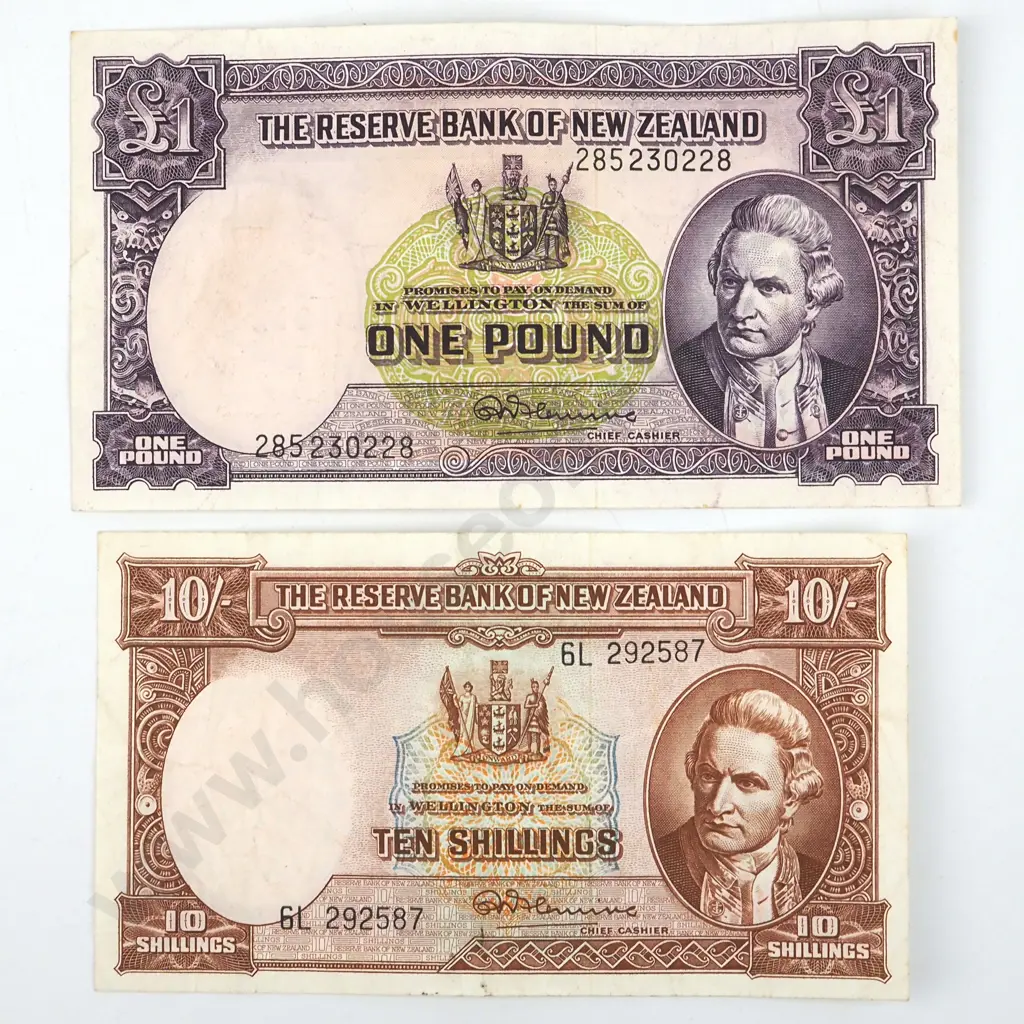 £1 £1
THE RESERVE BANK OF NEW ZEALAND
285230228
ONWARD
PROMISES TO PAY ON DEMAND
IN WELLINGTON THE SUM OF
ONE POUND
CHIEF CASHIER
ONE
POUND
285230228
ONE
POUND
10/- 10/-
THE RESERVE BANK OF NEW ZEALAND
6L 292587
ONWARD
PROMISES TO PAY ON DEMAND
IN WELLINGTON THE SUM OF
TEN SHILLINGS
CHIEF CASHIER
10
SHILLINGS
6L 292587
10
SHILLINGS